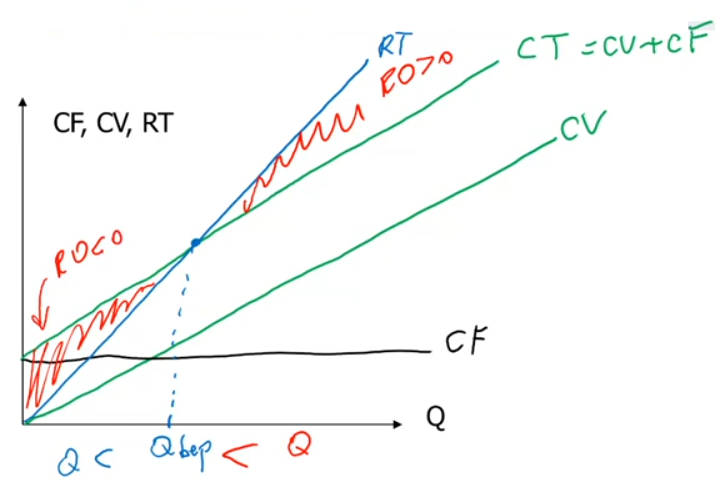 RT
CT = CV + CF
RO>0
CF, CV, RT
CV
RO<0
CF
Q
Q < Qbep < Q